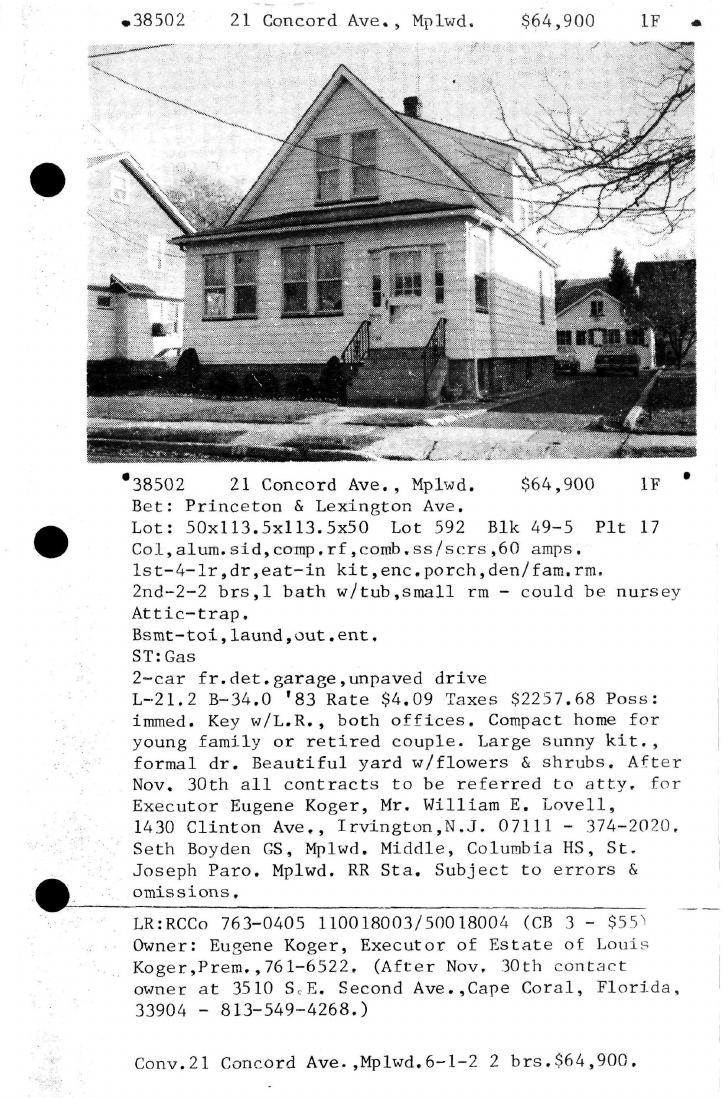 38502 21 Concord Ave., Mplwd. $64,900 1F
38502 21 Concord Ave., Mplwd. $64,900 1F
Bet: Princeton & Lexington Ave.
Lot: 50x113.5x113.5x50 Lot 592 Blk 49-5 Plt 17
Col,alum.sid,comp.rf,comb.ss/scrs,60 amps.
1st-4-lr,dr,eat-in kit,enc.porch,den/fam.rm.
2nd-2-2 brs,1 bath w/tub,small rm - could be nursey
Attic-trap.
Bsmt-toi,laund,out.ent.
ST:Gas
2-car fr.det.garage,unpaved drive
L-21.2 B-34.0 '83 Rate $4.09 Taxes $2257.68 Poss:
immed. Key w/L.R., both offices. Compact home for
young family or retired couple. Large sunny kit.,
formal dr. Beautiful yard w/flowers & shrubs. After
Nov. 30th all contracts to be referred to atty. for
Executor Eugene Koger, Mr. William E. Lovell,
1430 Clinton Ave., Irvington,N.J. 07111 - 374-2020.
Seth Boyden GS, Mplwd. Middle, Columbia HS, St.
Joseph Paro. Mplwd. RR Sta. Subject to errors &
omissions.
LR:RCCo 763-0405 110018003/50018004 (CB 3 - $55)
Owner: Eugene Koger, Executor of Estate of Louis
Koger,Prem.,761-6522. (After Nov. 30th contact
owner at 3510 S.E. Second Ave.,Cape Coral, Florida,
33904 - 813-549-4268.)
Conv.21 Concord Ave.,Mplwd.6-1-2 2 brs.$64,900.